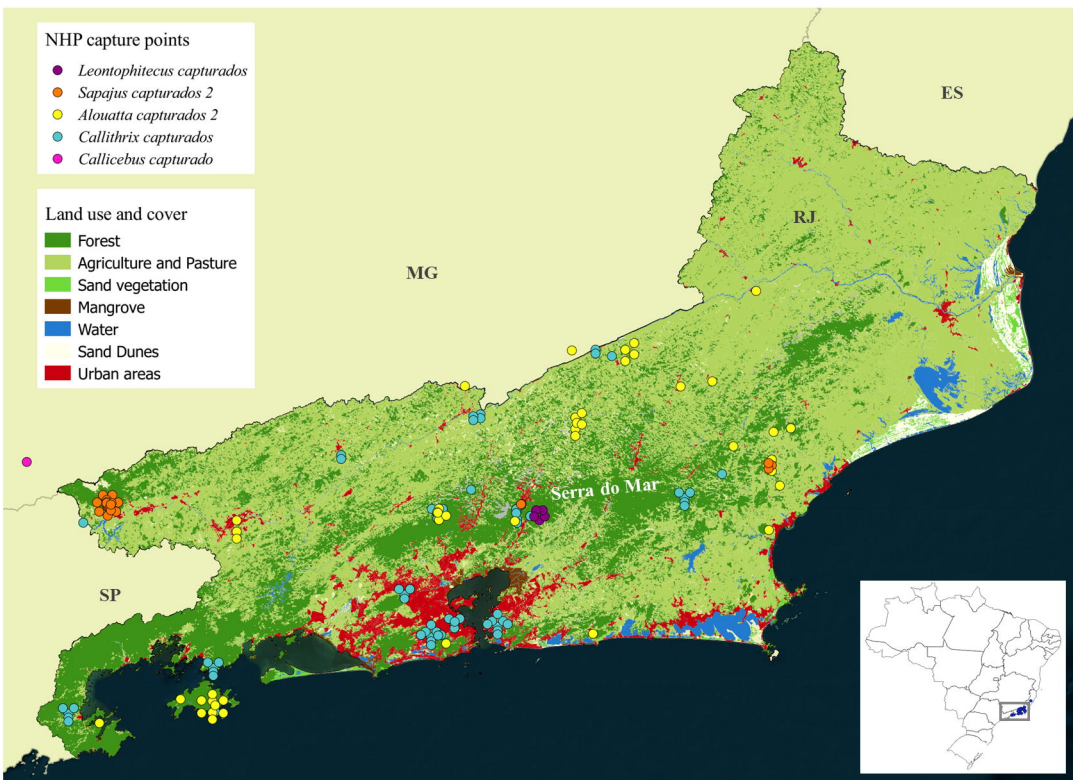 NHP capture points
Leontophitecus capturados
Sapajus capturados 2
Alouatta capturados 2
Callithrix capturados
Callicebus capturado
Land use and cover
Forest
Agriculture and Pasture
Sand vegetation
Mangrove
Water
Sand Dunes
Urban areas
ES
RJ
MG
Serra do Mar
SP